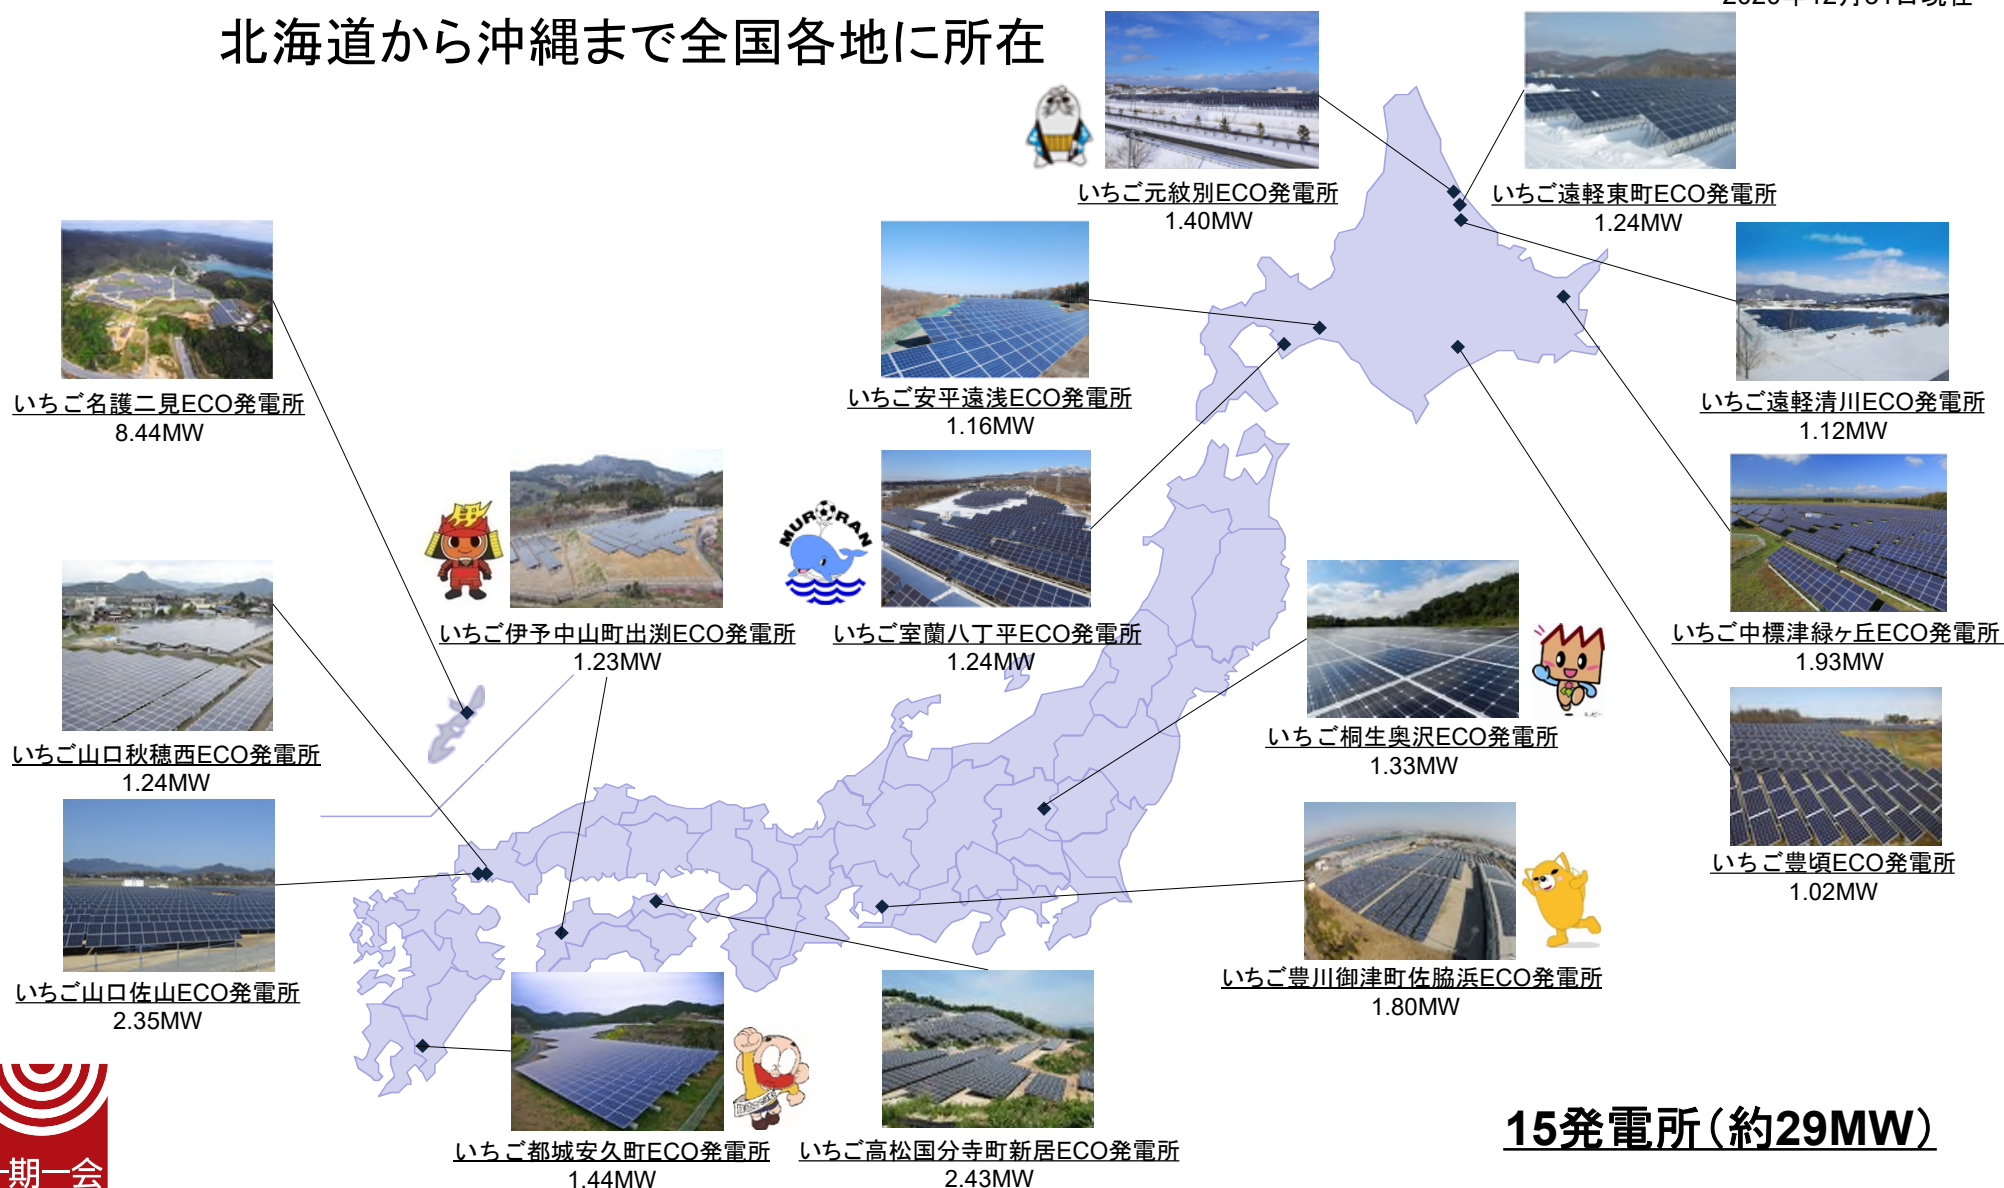 2020年12月31日現在
北海道から沖縄まで全国各地に所在
いちご元紋別ECO発電所
1.40MW
いちご遠軽東町ECO発電所
1.24MW
いちご名護二見ECO発電所
8.44MW
いちご安平遠浅ECO発電所
1.16MW
いちご遠軽清川ECO発電所
1.12MW
MURORAN
いちご伊予中山町出渕ECO発電所
1.23MW
いちご室蘭八丁平ECO発電所
1.24MW
いちご中標津緑ヶ丘ECO発電所
1.93MW
いちご山口秋穂西ECO発電所
1.24MW
いちご桐生奥沢ECO発電所
1.33MW
いちご豊頃ECO発電所
1.02MW
いちご山口佐山ECO発電所
2.35MW
いちご豊川御津町佐脇浜ECO発電所
1.80MW
いちご都城安久町ECO発電所
1.44MW
いちご高松国分寺町新居ECO発電所
2.43MW
15発電所（約29MW）
一期一会